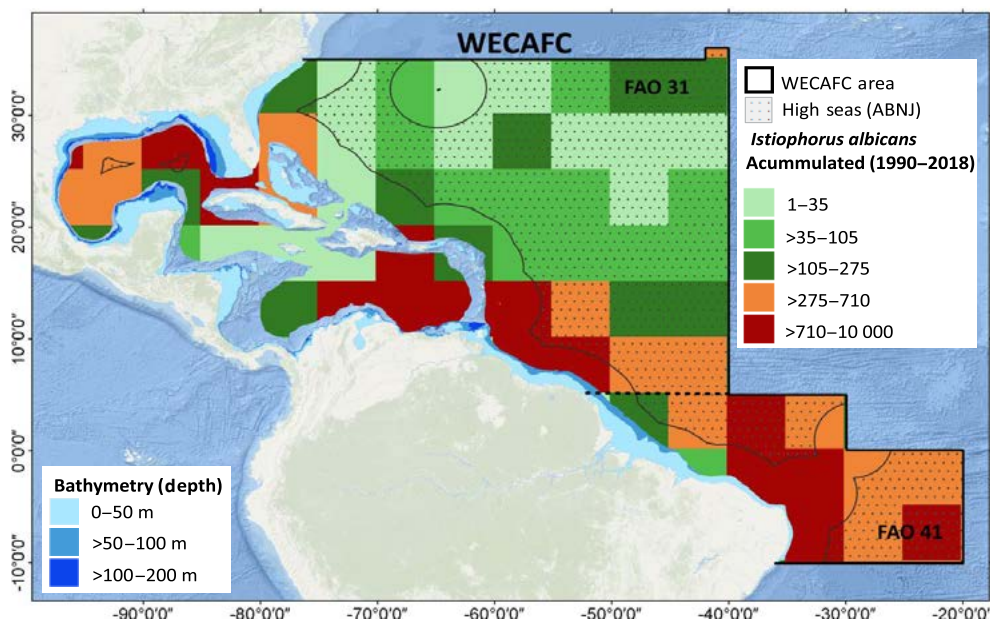 WECAFC
FAO 31
WECAFC area
High seas (ABNJ)
Istiophorus albicans
Acummulated (1990–2018)
1–35
>35–105
>105–275
>275–710
>710–10 000
30°0'0"
20°0'0"
10°0'0"
0°0'0"
-10°0'0"
Bathymetry (depth)
0–50 m
>50–100 m
>100–200 m
FAO 41
-90°0'0" -80°0'0" -70°0'0" -60°0'0" -50°0'0" -40°0'0" -30°0'0" -20°0'0"